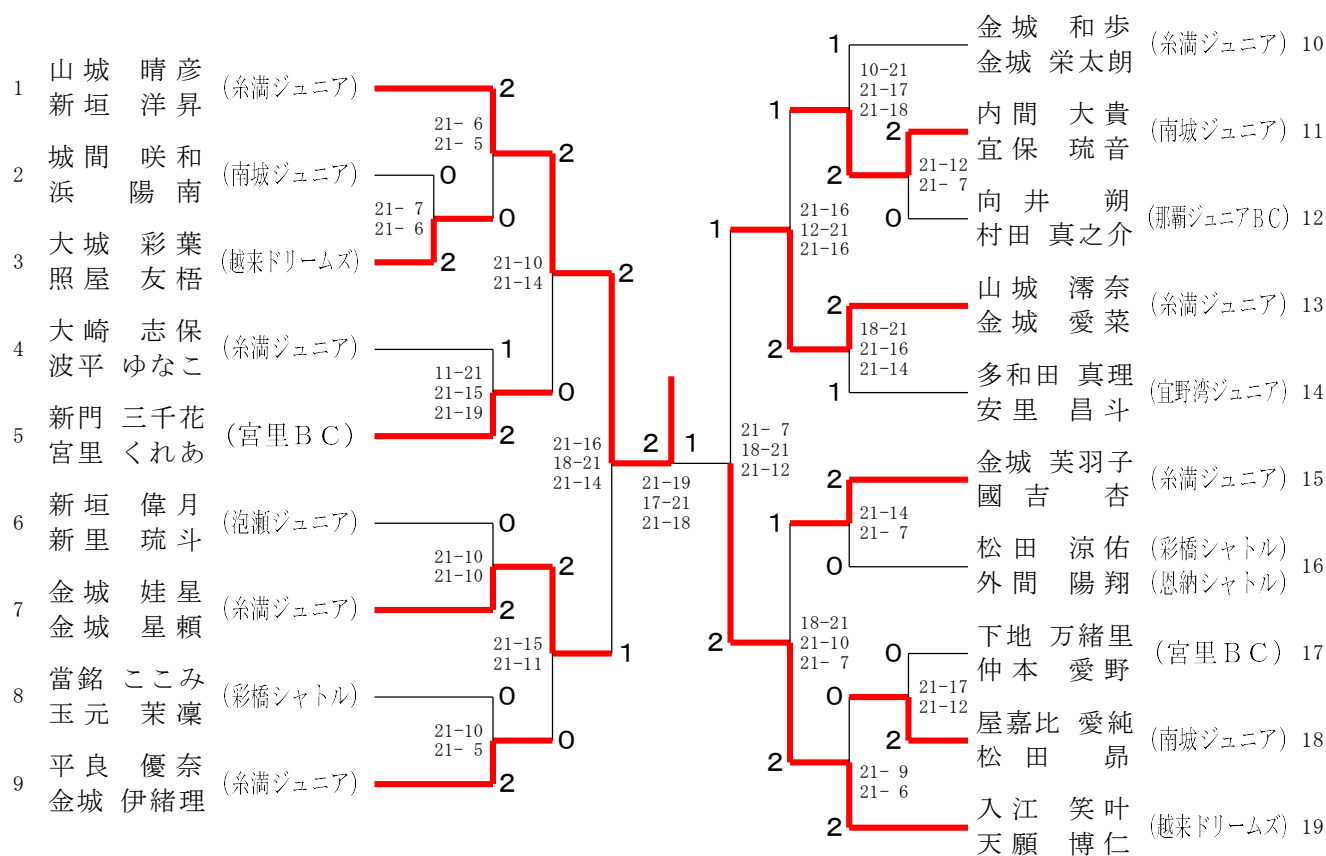 1 山城 晴彦 (糸満ジュニア) 2
新垣 洋昇
21- 6
21- 5
2
2 城間 咲和 (南城ジュニア) 0
浜 陽南
21- 7
21- 6
0
3 大城 彩葉 (越来ドリームズ) 2
照屋 友梧
21-10
21-14
2
4 大崎 志保 (糸満ジュニア) 1
波平 ゆなこ
11-21
21-15
21-19
0
5 新門 三千花 (宮里BC) 2
宮里 くれあ
21-16
18-21
21-14
6 新垣 偉月 (泡瀬ジュニア) 0
新里 琉斗
21-10
21-10
2
7 金城 娃星 (糸満ジュニア) 2
金城 星頼
21-15
21-11
1
8 當銘 ここみ (彩橋シャトル) 0
玉元 茉凜
21-10
21- 5
0
9 平良 優奈 (糸満ジュニア) 2
金城 伊緒理
2 1
21-19
17-21
21-18
1 金城 和歩 (糸満ジュニア) 10
金城 栄太朗
10-21
21-17
21-18
1
2 内間 大貴 (南城ジュニア) 11
宜保 琉音
21-12
21- 7
2
0 向井 朔 (那覇ジュニアBC) 12
村田 真之介
21-16
12-21
21-16
1
2 山城 澪奈 (糸満ジュニア) 13
金城 愛菜
18-21
21-16
21-14
2
1 多和田 真理 (宜野湾ジュニア) 14
安里 昌斗
21- 7
18-21
21-12
2 金城 芙羽子 (糸満ジュニア) 15
國吉 杏
21-14
21- 7
1
0 松田 涼佑 (彩橋シャトル) 16
外間 陽翔 (恩納シャトル)
18-21
21-10
21- 7
2
0 下地 万緒里 (宮里BC) 17
仲本 愛野
21-17
21-12
0
2 屋嘉比 愛純 (南城ジュニア) 18
松田 昴
2
21- 9
21- 6
2 入江 笑叶 (越来ドリームズ) 19
天願 博仁